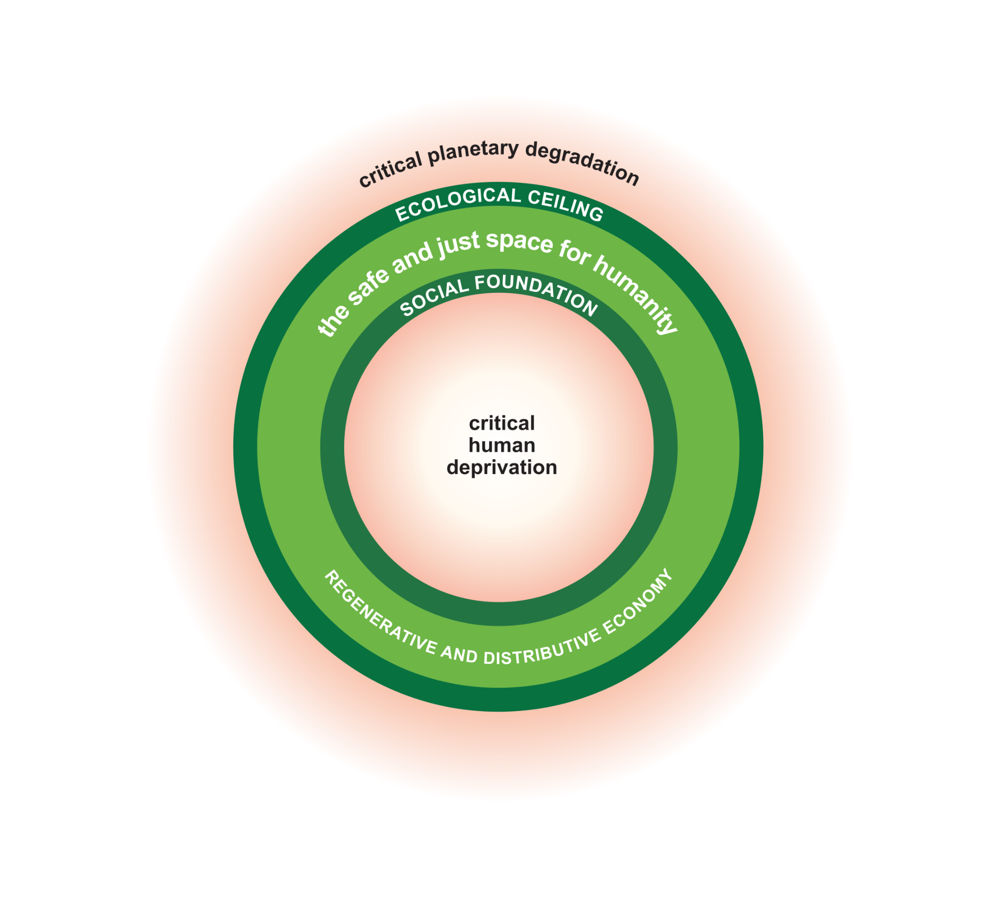 critical planetary degradation
ECOLOGICAL CEILING
the safe and just space for humanity
SOCIAL FOUNDATION
critical
human
deprivation
REGENERATIVE AND DISTRIBUTIVE ECONOMY